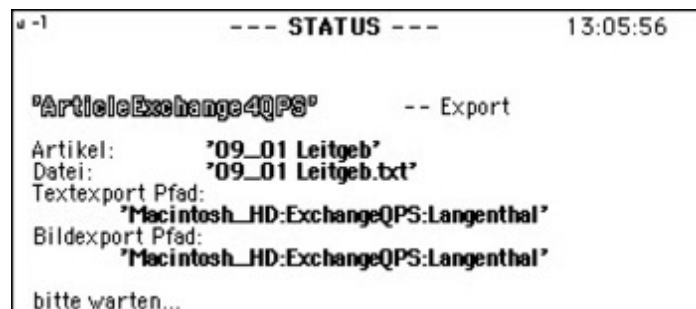 -1 --- STATUS --- 13:05:56
"ArticleExchange4QPS" -- Export
Artikel: '09_01 Leitgeb'
Datei: '09_01 Leitgeb.txt'
Textexport Pfad:
'Macintosh_HD:ExchangeQPS:Langenthal'
Bildexport Pfad:
'Macintosh_HD:ExchangeQPS:Langenthal'
bitte warten...